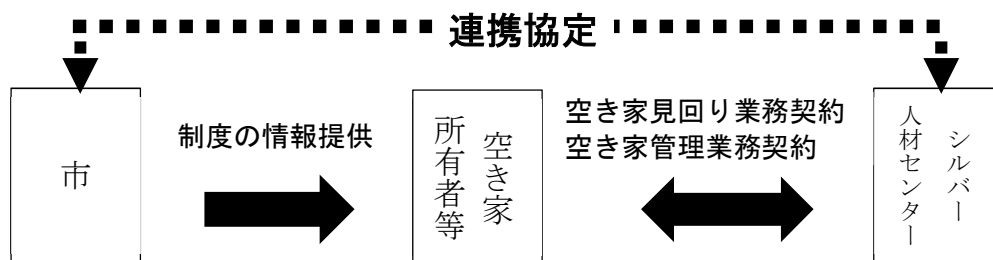 連携協定
市
制度の情報提供
空き家
所有者等
空き家見回り業務契約
空き家管理業務契約
シルバー
人材センター